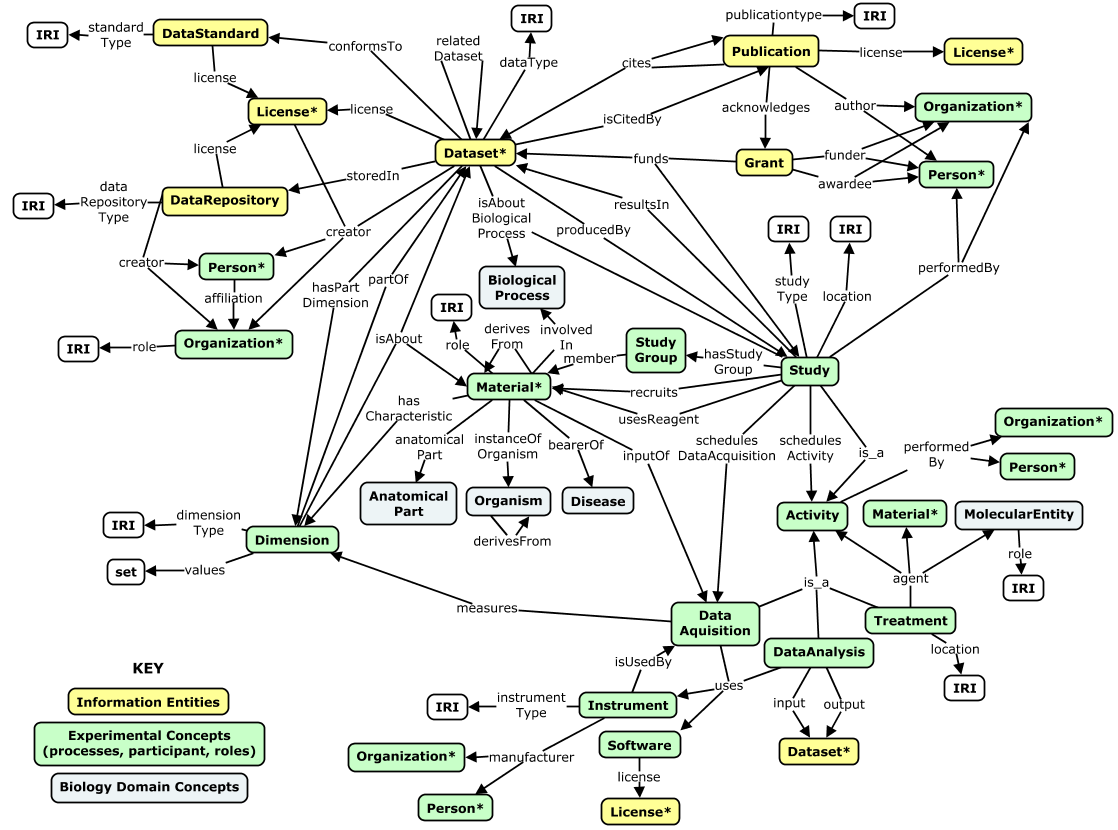 publicationtype
IRI
IRI
IRI
standard
Type
DataStandard
conformsTo
related
Dataset
dataType
cites
Publication
license
License*
license
License*
license
isCitedBy
acknowledges
author
Organization*
license
Dataset*
funds
Grant
funder
awardee
Person*
storedIn
data
Repository
Type
IRI
DataRepository
isAbout
Biological
Process
resultsIn
producedBy
IRI
IRI
creator
creator
Person*
affiliation
hasPart
Dimension
partOf
Biological
Process
study
Type
location
performedBy
IRI
role
Organization*
IRI
role
isAbout
derives
From
involved
In
member
Study
Group
hasStudy
Group
Study
Material*
recruits
usesReagent
has
Characteristic
anatomical
Part
instanceOf
Organism
bearerOf
inputOf
schedules
DataAcquisition
schedules
Activity
is_a
performed
By
Organization*
Person*
Anatomical
Part
Organism
Disease
derivesFrom
Activity
Material*
MolecularEntity
IRI
dimension
Type
Dimension
set
values
role
IRI
is_a
agent
measures
Data
Aquisition
Treatment
DataAnalysis
location
IRI
isUsedBy
uses
KEY
Information Entities
Experimental Concepts
(processes, participant, roles)
Biology Domain Concepts
IRI
instrument
Type
Instrument
input
output
Organization*
manufacturer
Software
Dataset*
license
Person*
License*